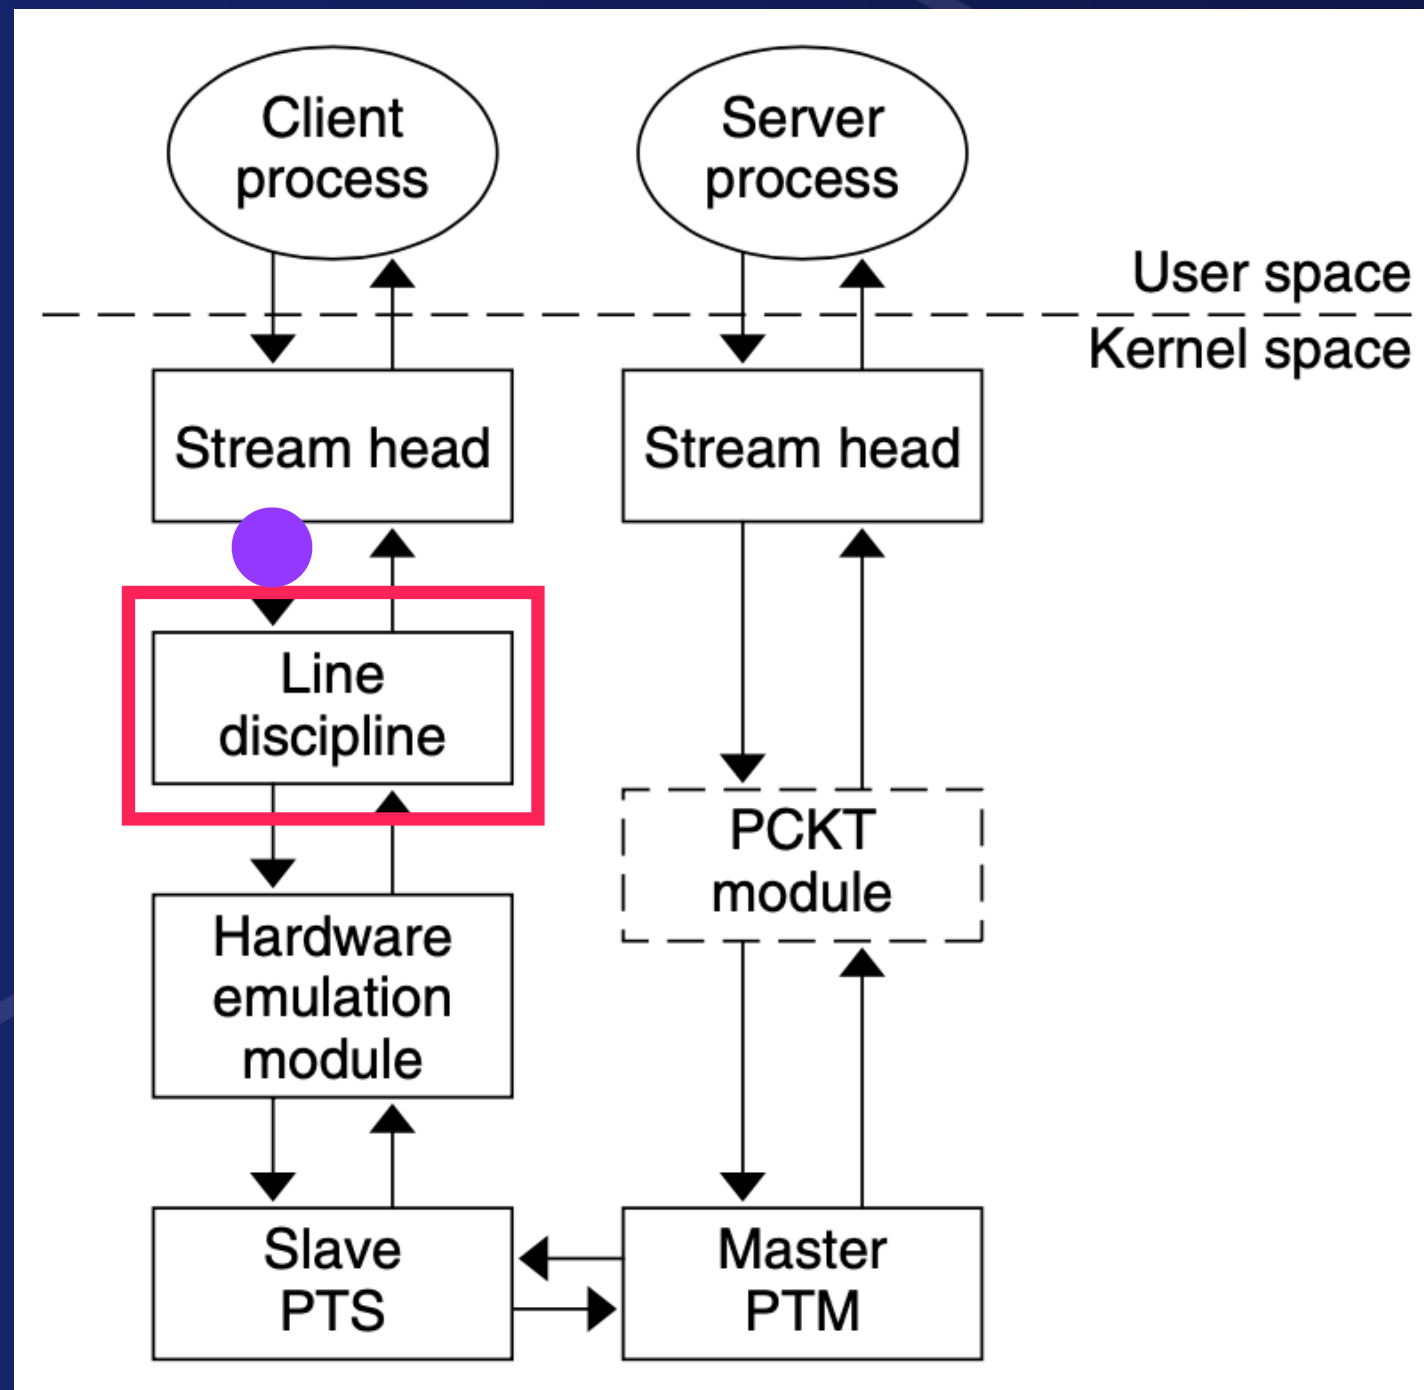 Client
process
Server
process
User space
Kernel space
Stream head
Stream head
Line
discipline
PCKT
module
Hardware
emulation
module
Slave
PTS
Master
PTM